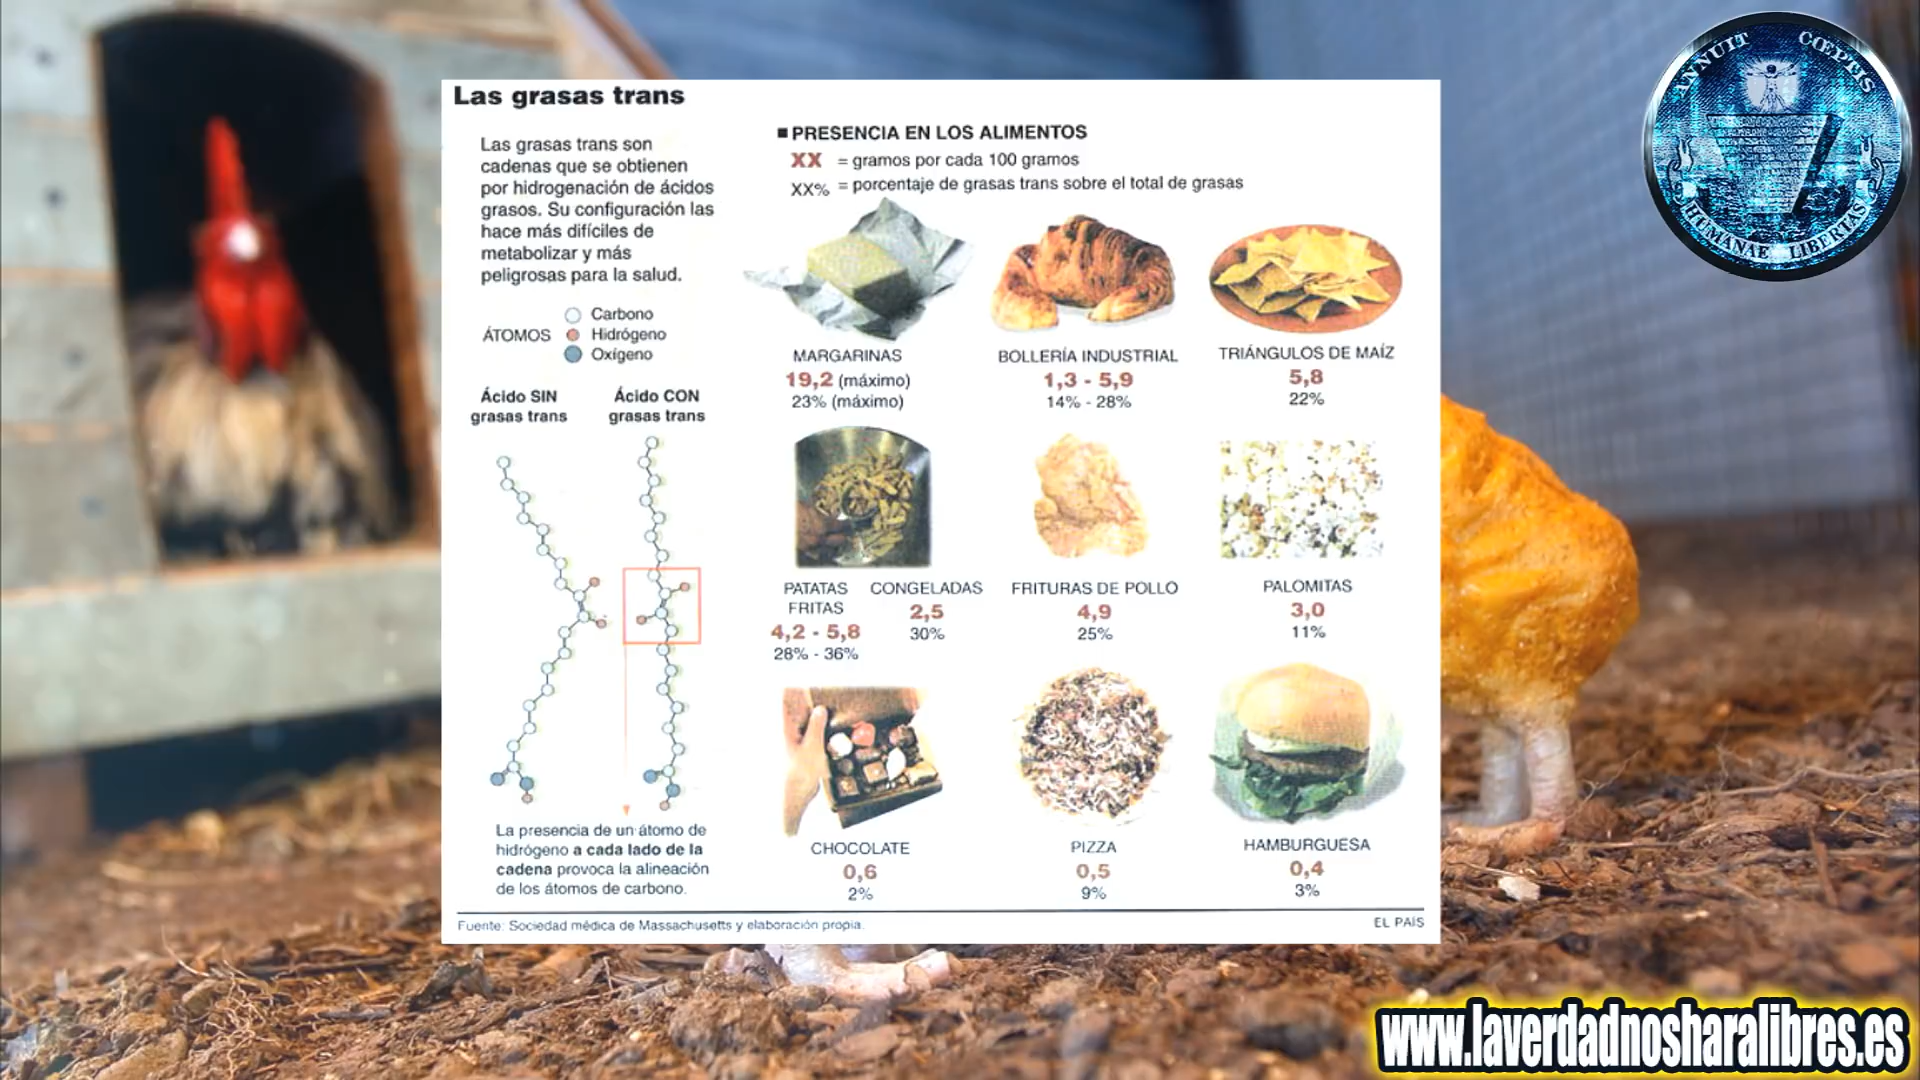 Las grasas trans
Las grasas trans son
cadenas que se obtienen
por hidrogenación de ácidos
grasos. Su configuración las
hace más difíciles de
metabolizar y más
peligrosas para la salud.
ÁTOMOS
Carbono
Hidrógeno
Oxígeno
Ácido SIN
grasas trans
Ácido CON
grasas trans
La presencia de un átomo de
hidrógeno a cada lado de la
cadena provoca la alineación
de los átomos de carbono.
PRESENCIA EN LOS ALIMENTOS
XX = gramos por cada 100 gramos
XX% = porcentaje de grasas trans sobre el total de grasas
MARGARINAS
19,2 (máximo)
23% (máximo)
BOLLERÍA INDUSTRIAL
1,3 - 5,9
14% - 28%
TRIÁNGULOS DE MAÍZ
5,8
22%
PATATAS
FRITAS
4,2 - 5,8
28% - 36%
CONGELADAS
2,5
30%
FRITURAS DE POLLO
4,9
25%
PALOMITAS
3,0
11%
CHOCOLATE
0,6
2%
PIZZA
0,5
9%
HAMBURGUESA
0,4
3%
Fuente: Sociedad médica de Massachusetts y elaboración propia.
EL PAÍS
ANNUIT CŒPTIS
HUMANAE LIBERTAS
www.laverdadnosharalibres.es